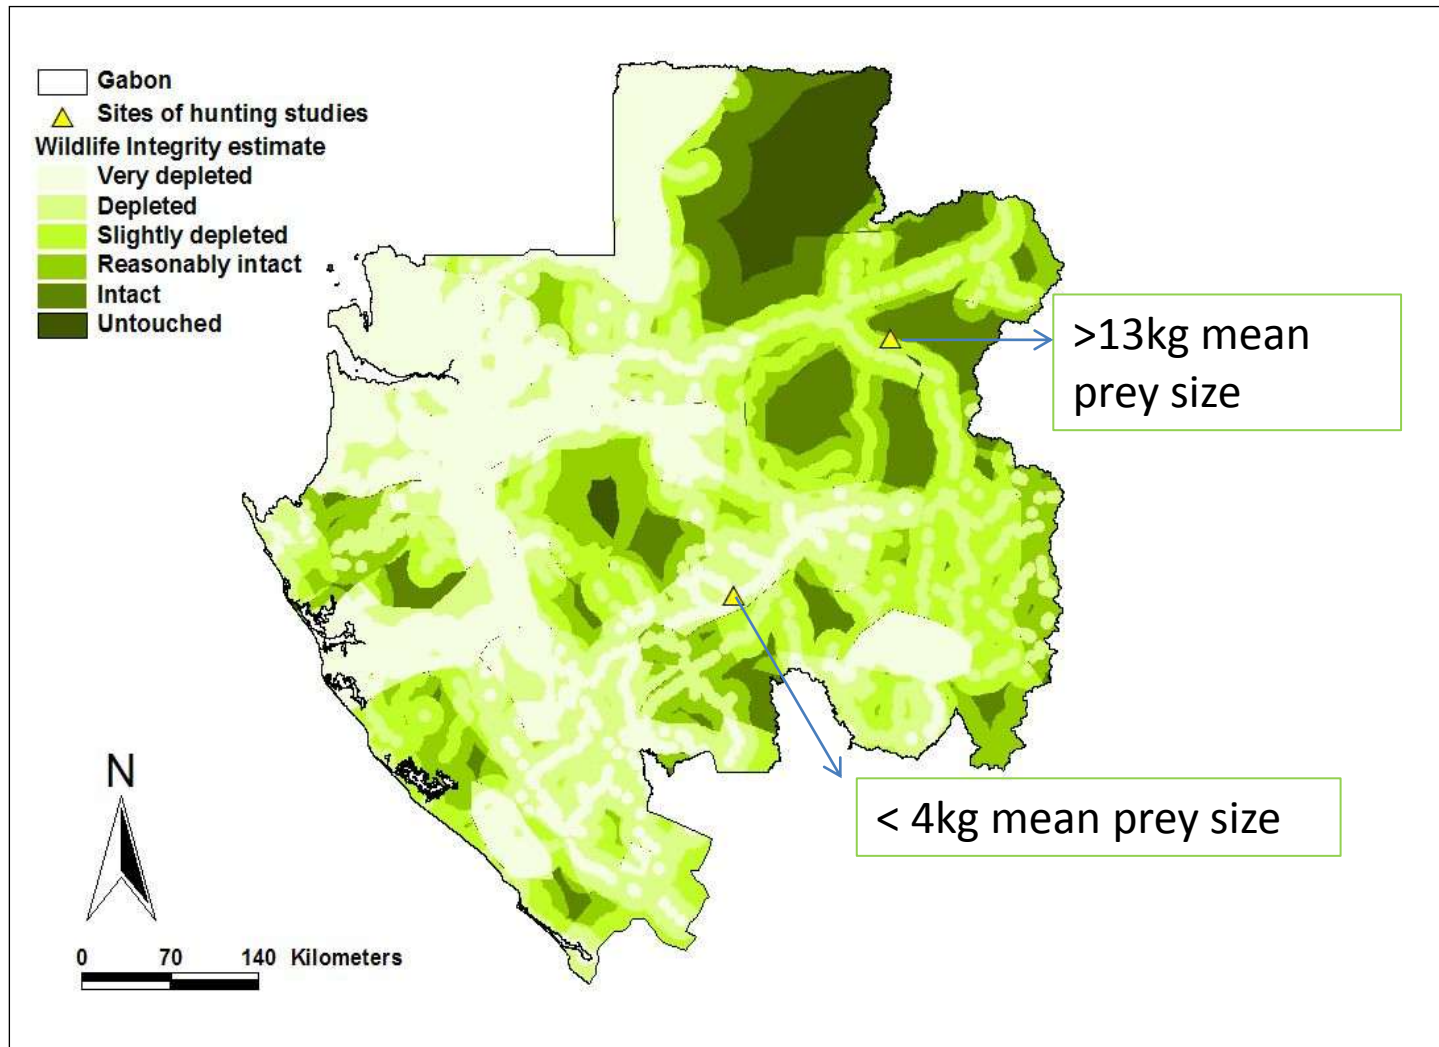 Gabon
Sites of hunting studies
Wildlife Integrity estimate
Very depleted
Depleted
Slightly depleted
Reasonably intact
Intact
Untouched
>13kg mean
prey size
< 4kg mean prey size
N
0 70 140 Kilometers